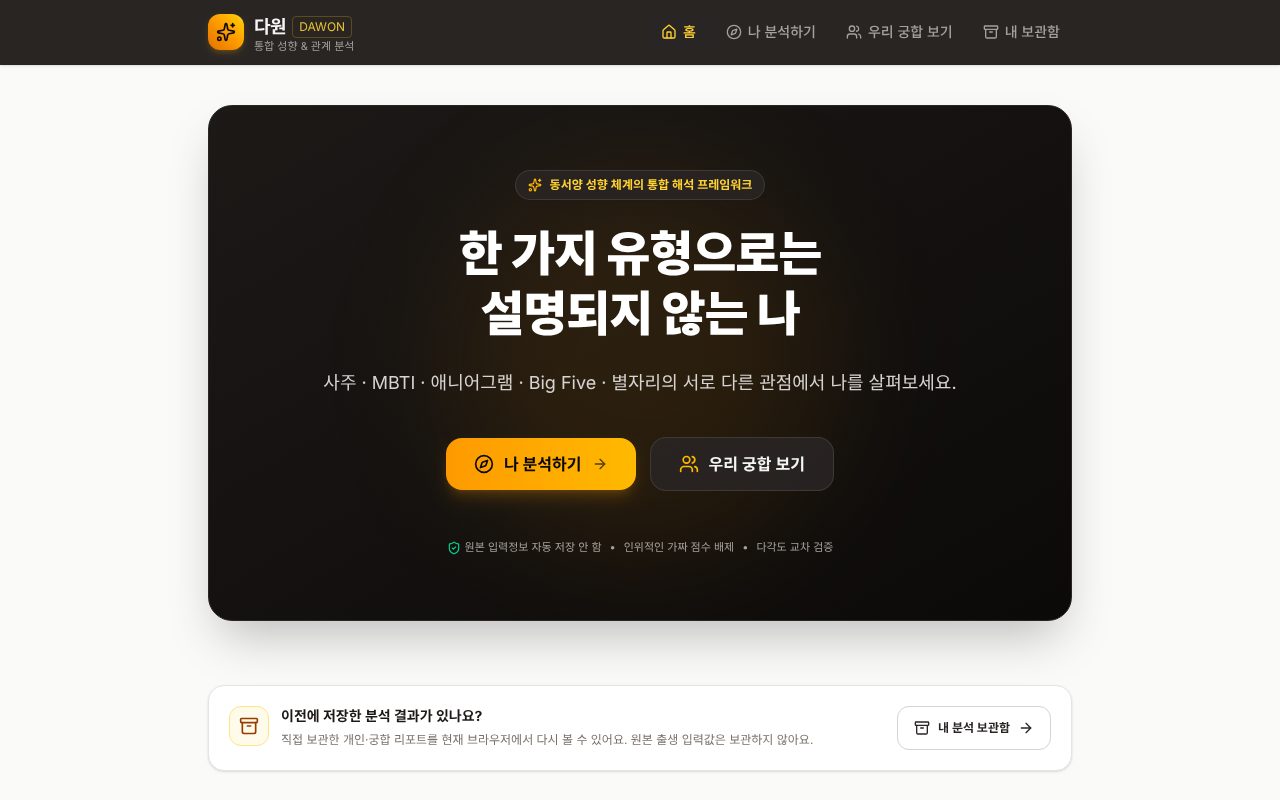 다원 DAWON
통합 성향 & 관계 분석
홈
나 분석하기
우리 궁합 보기
내 보관함
동서양 성향 체계의 통합 해석 프레임워크
한 가지 유형으로는
설명되지 않는 나
사주 · MBTI · 애니어그램 · Big Five · 별자리의 서로 다른 관점에서 나를 살펴보세요.
나 분석하기 →
우리 궁합 보기
원본 입력정보 자동 저장 안 함 • 인위적인 가짜 점수 배제 • 다각도 교차 검증
이전에 저장한 분석 결과가 있나요?
직접 보관한 개인·궁합 리포트를 현재 브라우저에서 다시 볼 수 있어요. 원본 출생 입력값은 보관하지 않아요.
내 분석 보관함 →